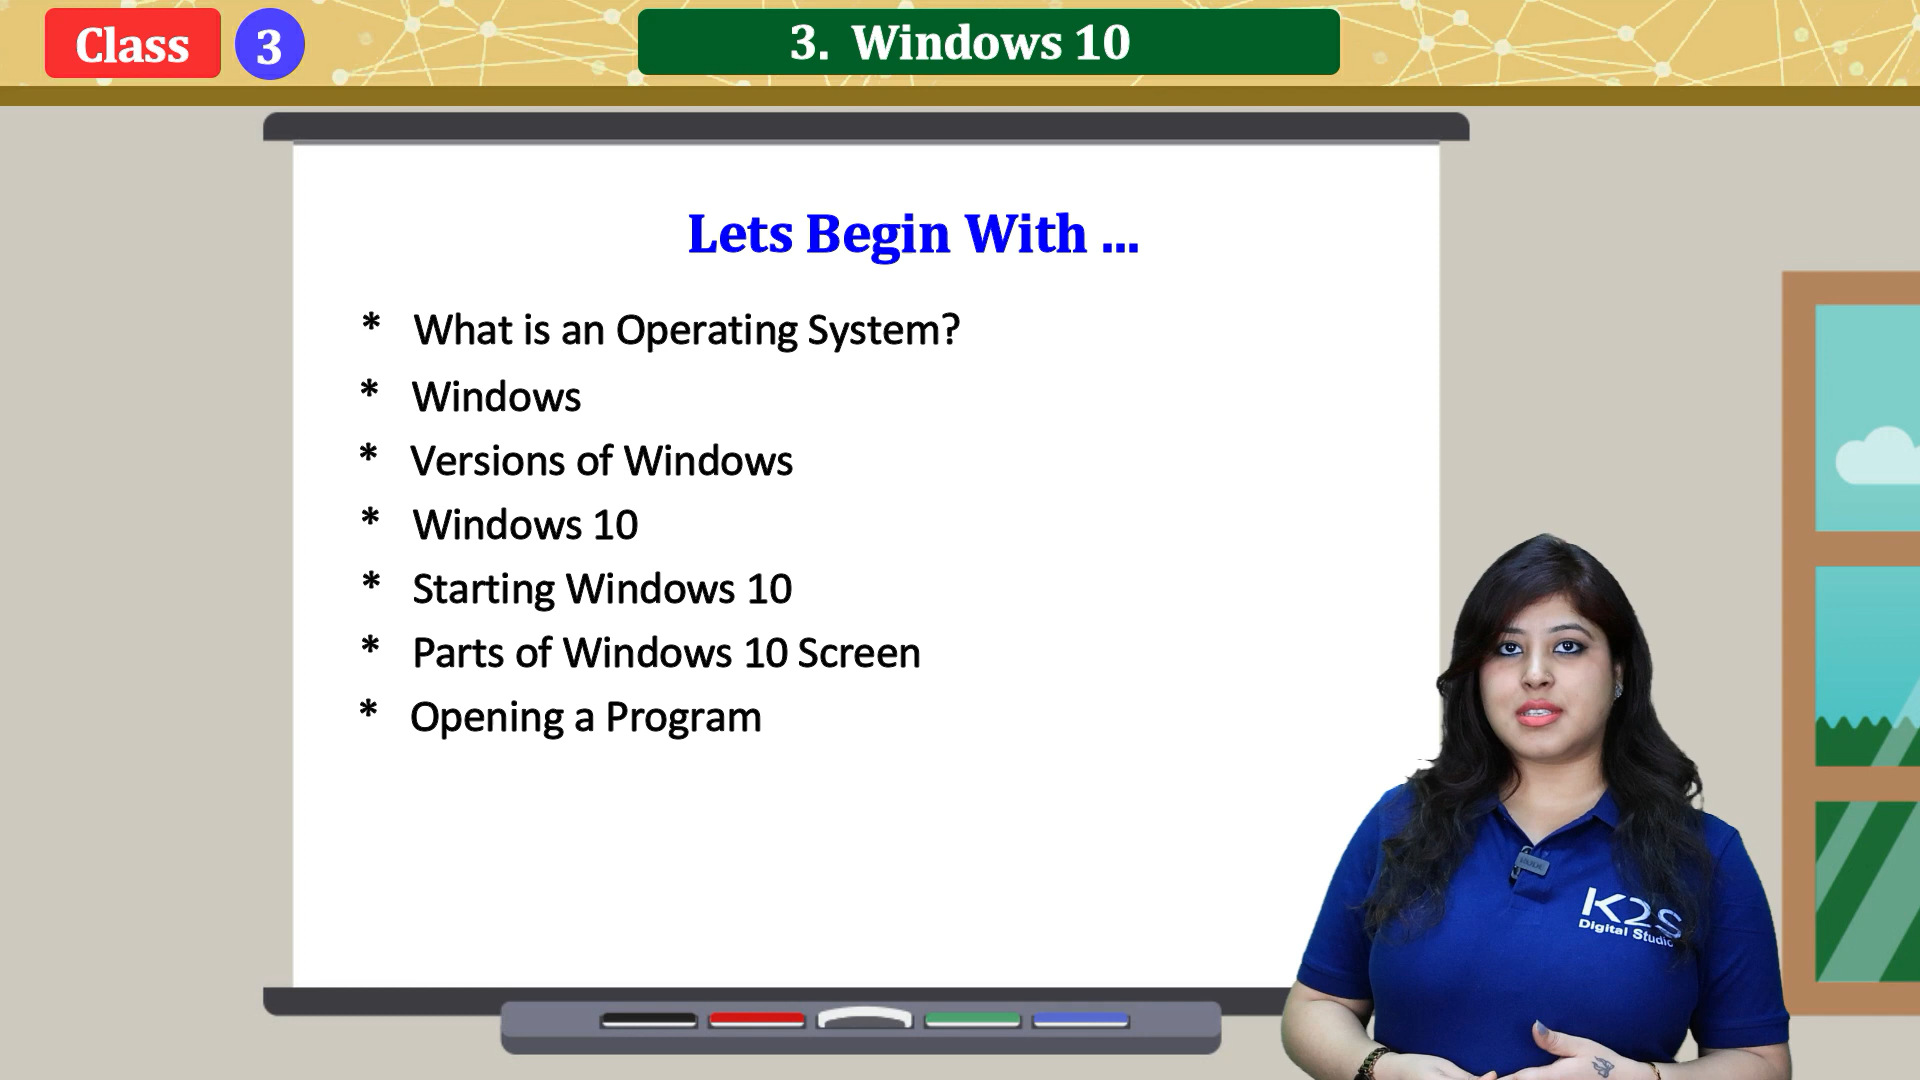 Class 3
3. Windows 10
Lets Begin With ...
* What is an Operating System?
* Windows
* Versions of Windows
* Windows 10
* Starting Windows 10
* Parts of Windows 10 Screen
* Opening a Program
K2S
Digital Studio